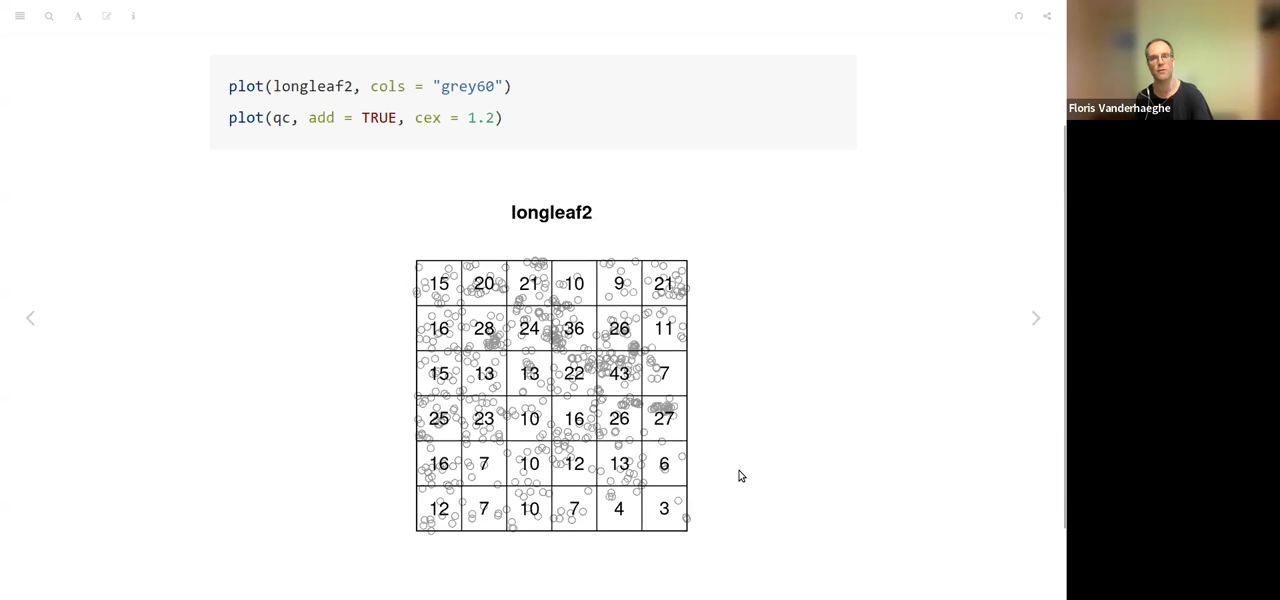 plot(longleaf2, cols = "grey60")
plot(qc, add = TRUE, cex = 1.2)
Floris Vanderhaeghe
longleaf2
15 20 21 10 9 21
16 28 24 36 26 11
15 13 13 22 43 7
25 23 10 16 26 27
16 7 10 12 13 6
12 7 10 7 4 3